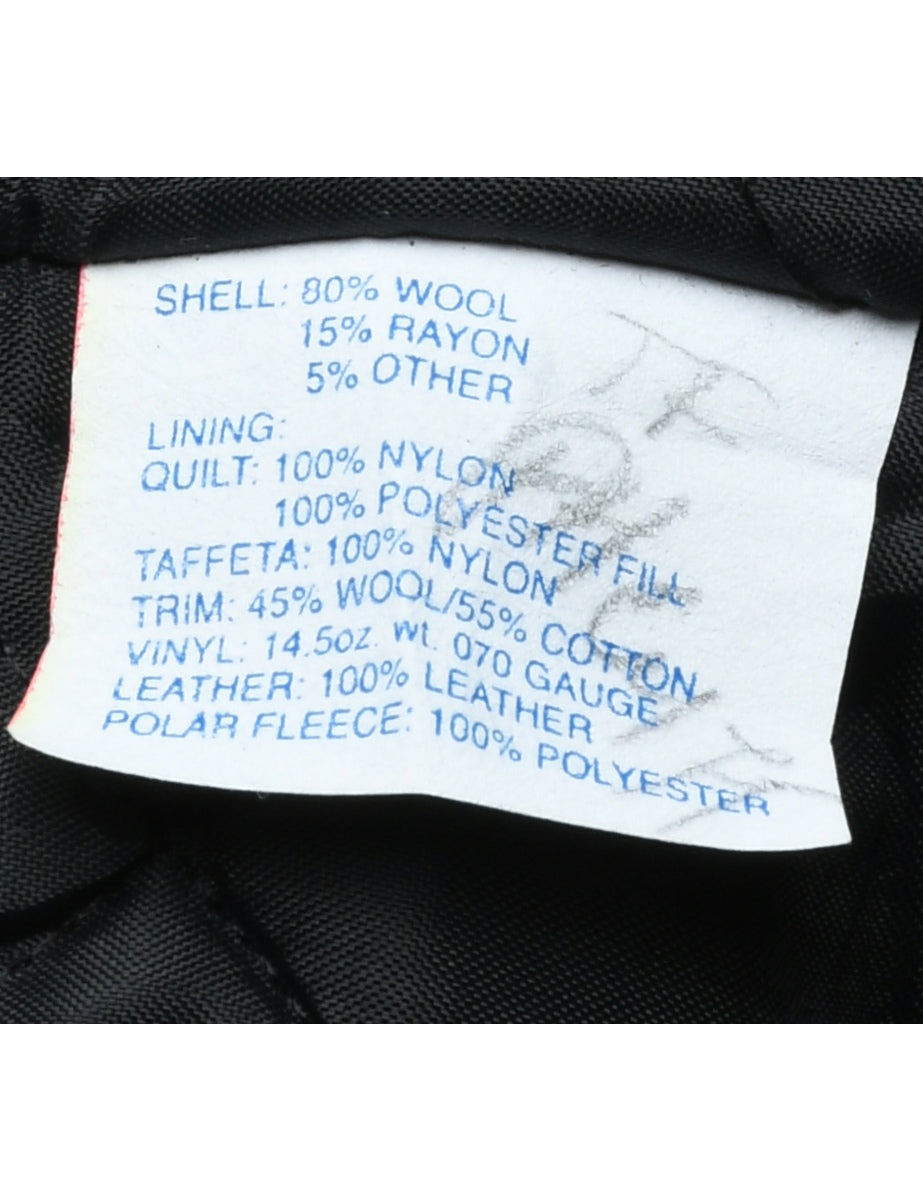 SHELL: 80% WOOL
15% RAYON
5% OTHER
LINING:
QUILT: 100% NYLON
100% POLYESTER FILL
TAFFETA: 100% NYLON
TRIM: 45% WOOL/55% COTTON
VINYL: 14.5oz. wt. 070 GAUGE
LEATHER: 100% LEATHER
POLAR FLEECE: 100% POLYESTER